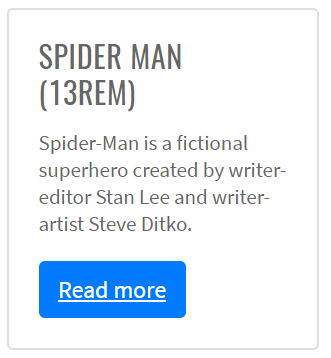 SPIDER MAN
(13REM)
Spider-Man is a fictional
superhero created by writer-
editor Stan Lee and writer-
artist Steve Ditko.
Read more